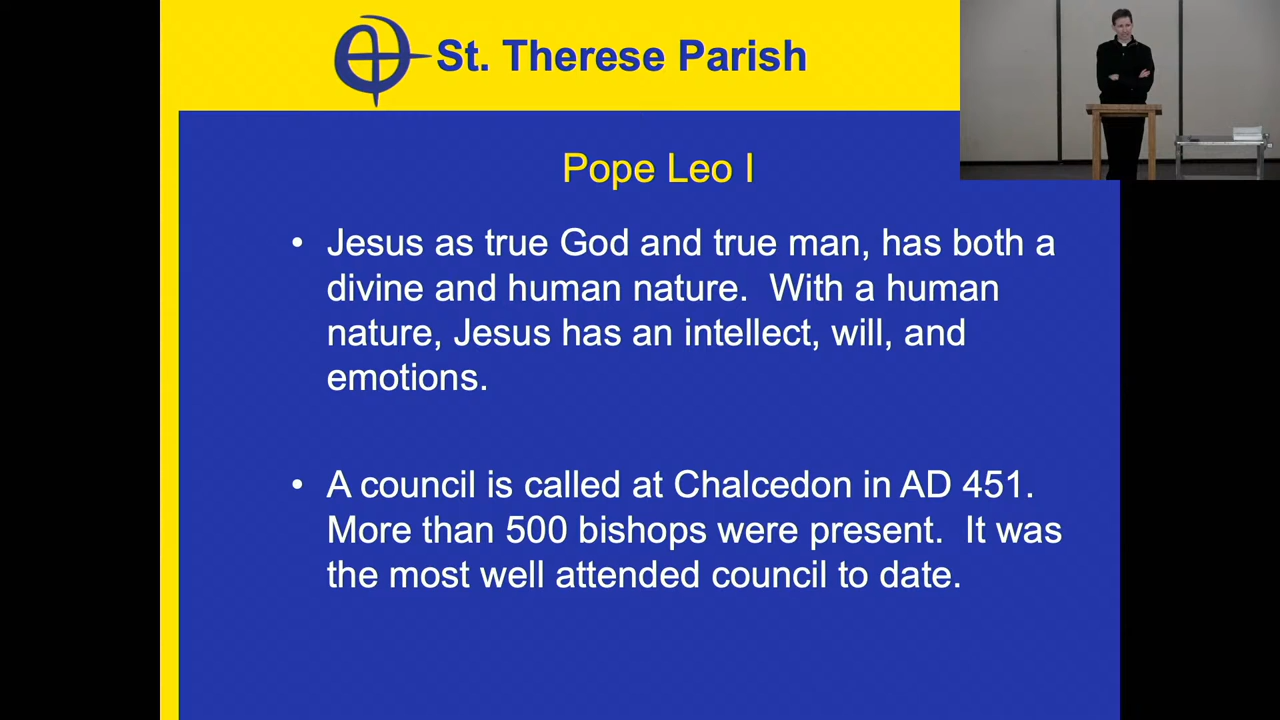 St. Therese Parish
Pope Leo I
• Jesus as true God and true man, has both a
divine and human nature.  With a human
nature, Jesus has an intellect, will, and
emotions.
• A council is called at Chalcedon in AD 451.
More than 500 bishops were present.  It was
the most well attended council to date.